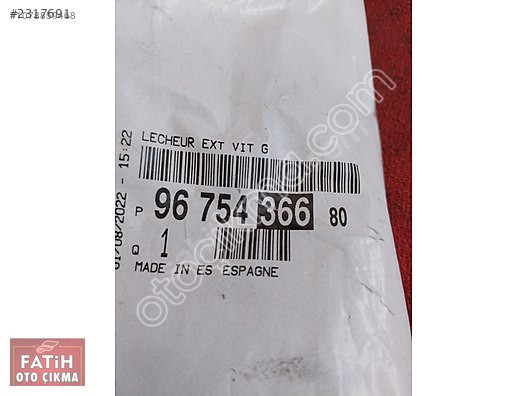 #2317691
LECHEUR EXT VIT G
01/08/2022 - 15:22
P 96 754 366 80
Q 1
MADE IN ES ESPAGNE
otocikma.com
FATİH
OTO ÇIKMA